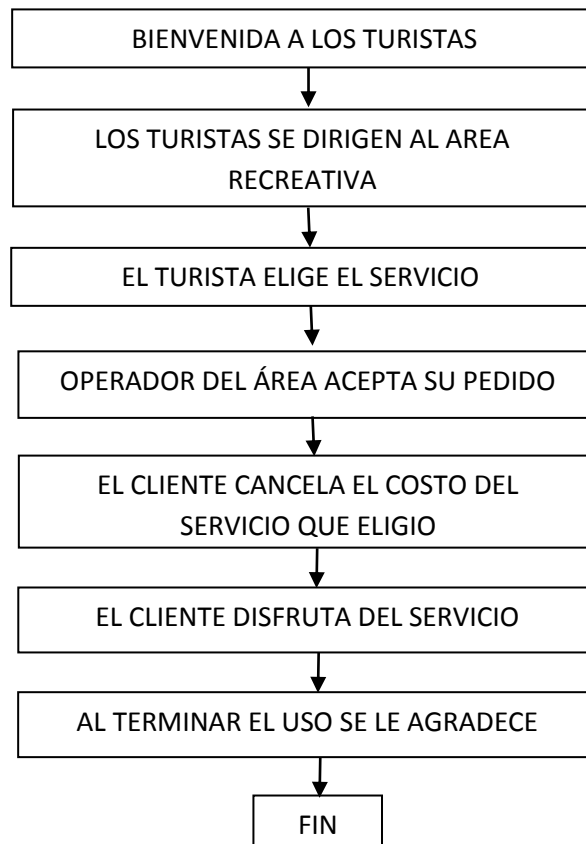 BIENVENIDA A LOS TURISTAS
LOS TURISTAS SE DIRIGEN AL AREA
RECREATIVA
EL TURISTA ELIGE EL SERVICIO
OPERADOR DEL ÁREA ACEPTA SU PEDIDO
EL CLIENTE CANCELA EL COSTO DEL
SERVICIO QUE ELIGIO
EL CLIENTE DISFRUTA DEL SERVICIO
AL TERMINAR EL USO SE LE AGRADECE
FIN